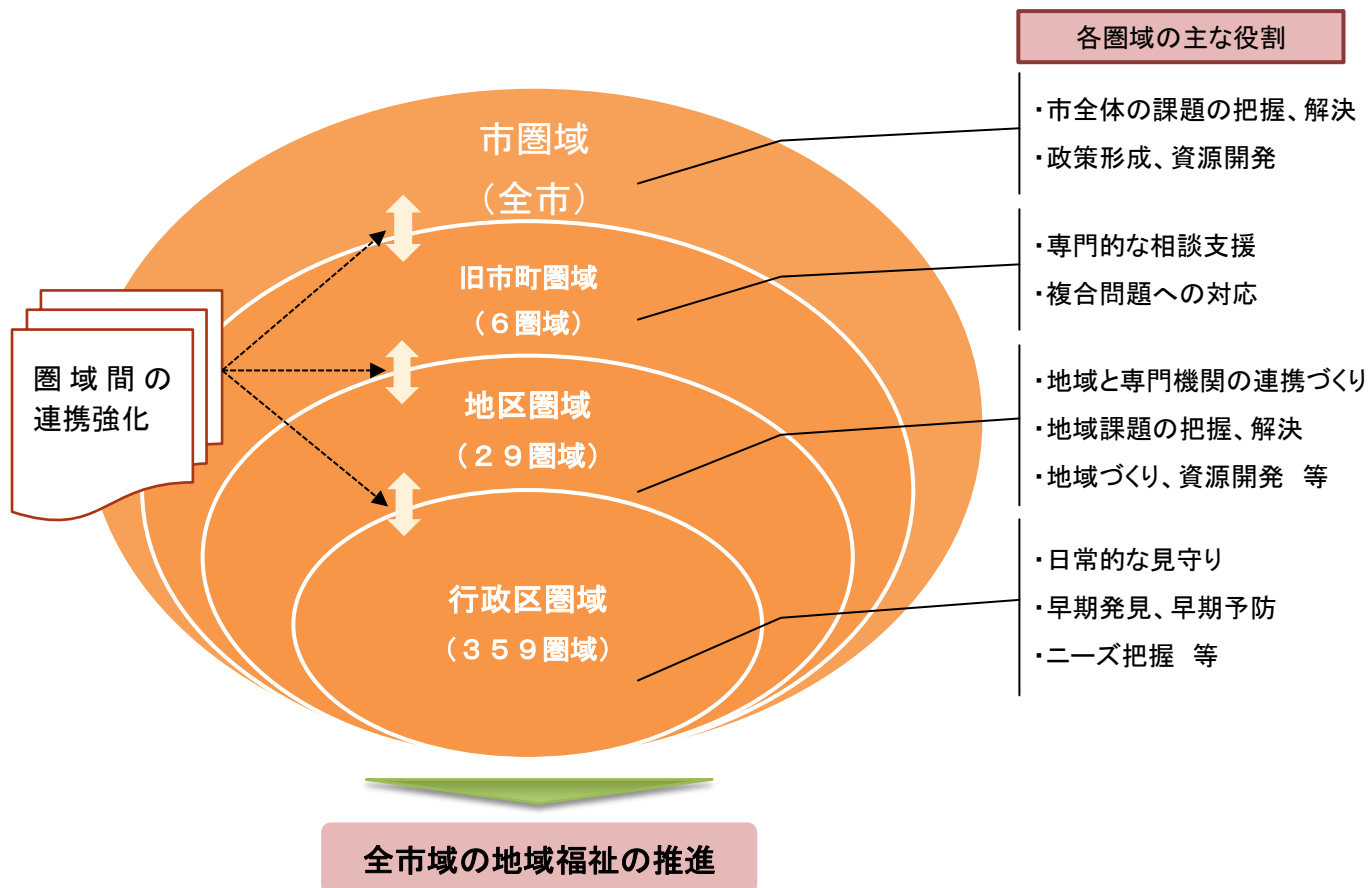 各圏域の主な役割
市圏域
（全市）
・市全体の課題の把握、解決
・政策形成、資源開発
旧市町圏域
（６圏域）
・専門的な相談支援
・複合問題への対応
圏域間の
連携強化
地区圏域
（２９圏域）
・地域と専門機関の連携づくり
・地域課題の把握、解決
・地域づくり、資源開発　等
行政区圏域
（３５９圏域）
・日常的な見守り
・早期発見、早期予防
・ニーズ把握　等
全市域の地域福祉の推進